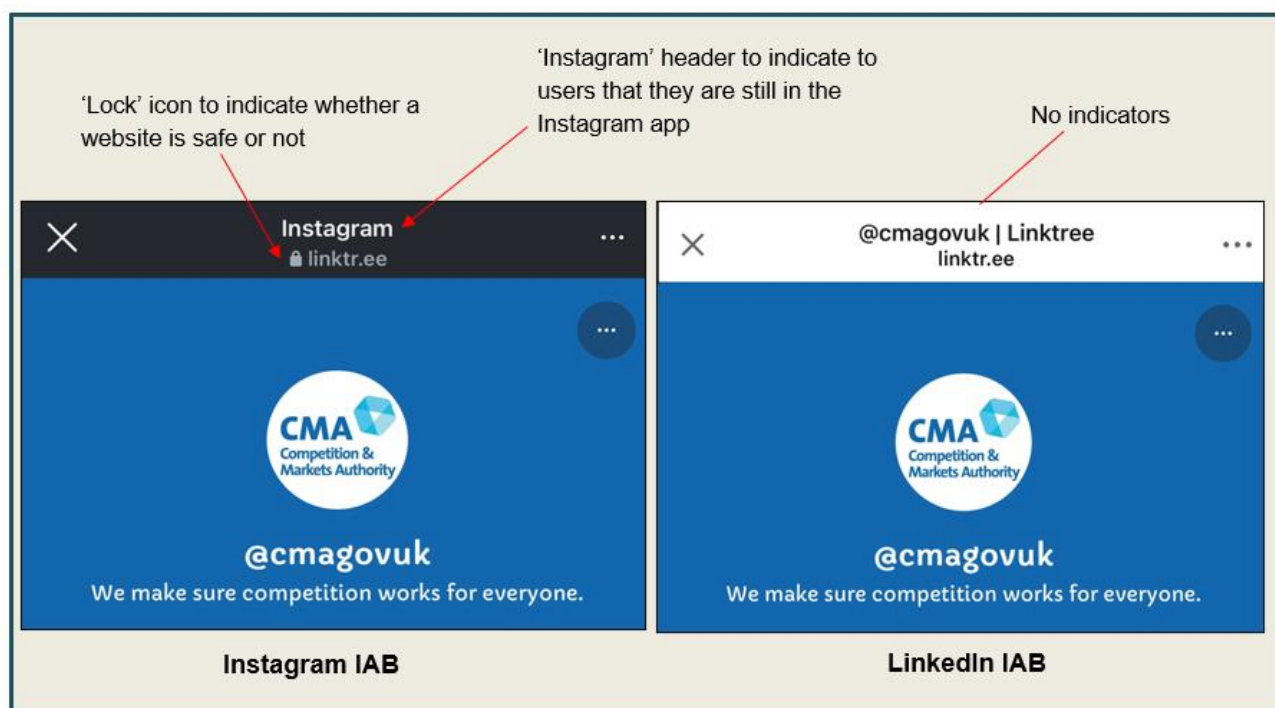 ‘Lock’ icon to indicate whether a
website is safe or not
‘Instagram’ header to indicate to
users that they are still in the
Instagram app
No indicators
Instagram
linktr.ee
CMA
Competition &
Markets Authority
@cmagovuk
We make sure competition works for everyone.
Instagram IAB
@cmagovuk | Linktree
linktr.ee
CMA
Competition &
Markets Authority
@cmagovuk
We make sure competition works for everyone.
LinkedIn IAB